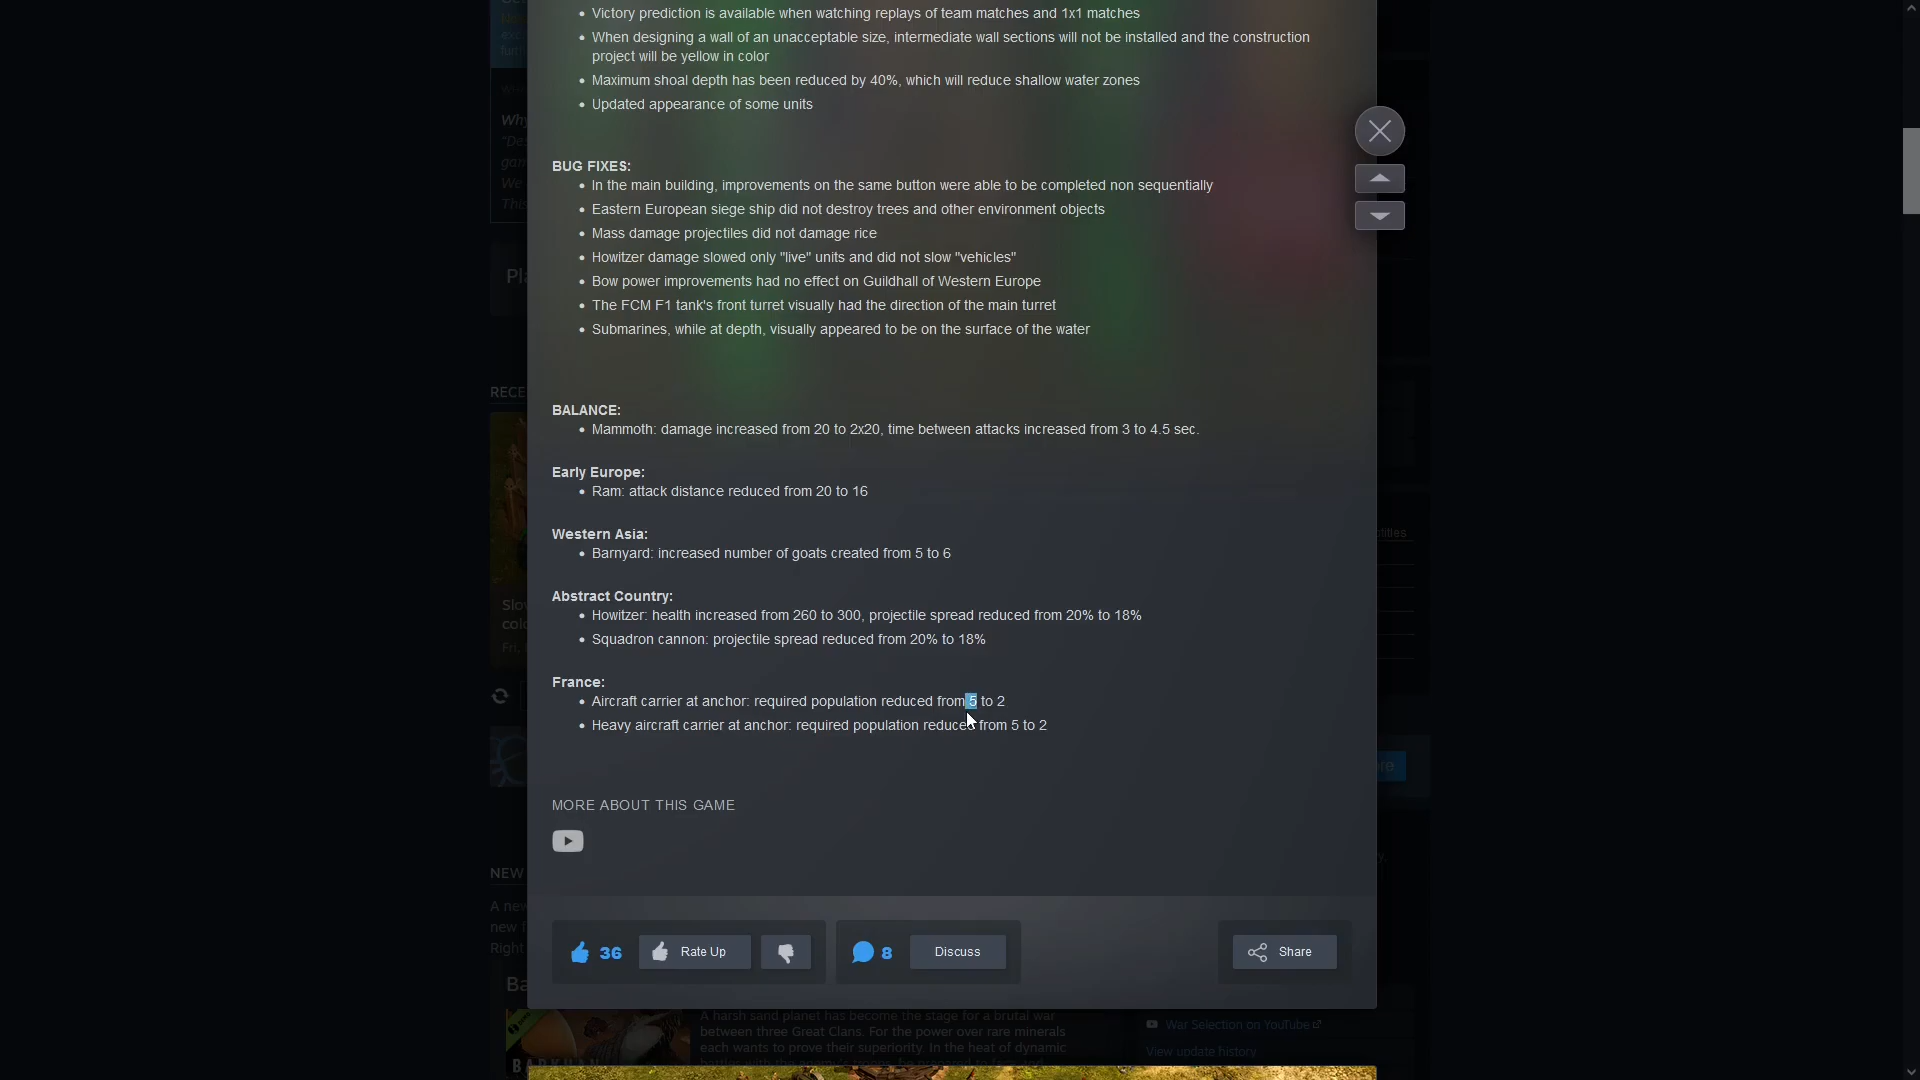 • Victory prediction is available when watching replays of team matches and 1x1 matches
• When designing a wall of an unacceptable size, intermediate wall sections will not be installed and the construction
project will be yellow in color
• Maximum shoal depth has been reduced by 40%, which will reduce shallow water zones
• Updated appearance of some units
Why
BUG FIXES:
• In the main building, improvements on the same button were able to be completed non sequentially
• Eastern European siege ship did not destroy trees and other environment objects
• Mass damage projectiles did not damage rice
• Howitzer damage slowed only "live" units and did not slow "vehicles"
• Bow power improvements had no effect on Guildhall of Western Europe
• The FCM F1 tank's front turret visually had the direction of the main turret
• Submarines, while at depth, visually appeared to be on the surface of the water
RECE
BALANCE:
• Mammoth: damage increased from 20 to 2x20, time between attacks increased from 3 to 4.5 sec.
Early Europe:
• Ram: attack distance reduced from 20 to 16
Western Asia:
• Barnyard: increased number of goats created from 5 to 6
Abstract Country:
• Howitzer: health increased from 260 to 300, projectile spread reduced from 20% to 18%
• Squadron cannon: projectile spread reduced from 20% to 18%
France:
• Aircraft carrier at anchor: required population reduced from 5 to 2
• Heavy aircraft carrier at anchor: required population reduced from 5 to 2
MORE ABOUT THIS GAME
NEW
A new
new
Right
36
Rate Up
8
Discuss
Share
A harsh sand planet has become the stage for a brutal war
between three Great Clans. For the power over rare minerals
each wants to prove their superiority. In the heat of dynamic
War Selection on YouTube
View update history